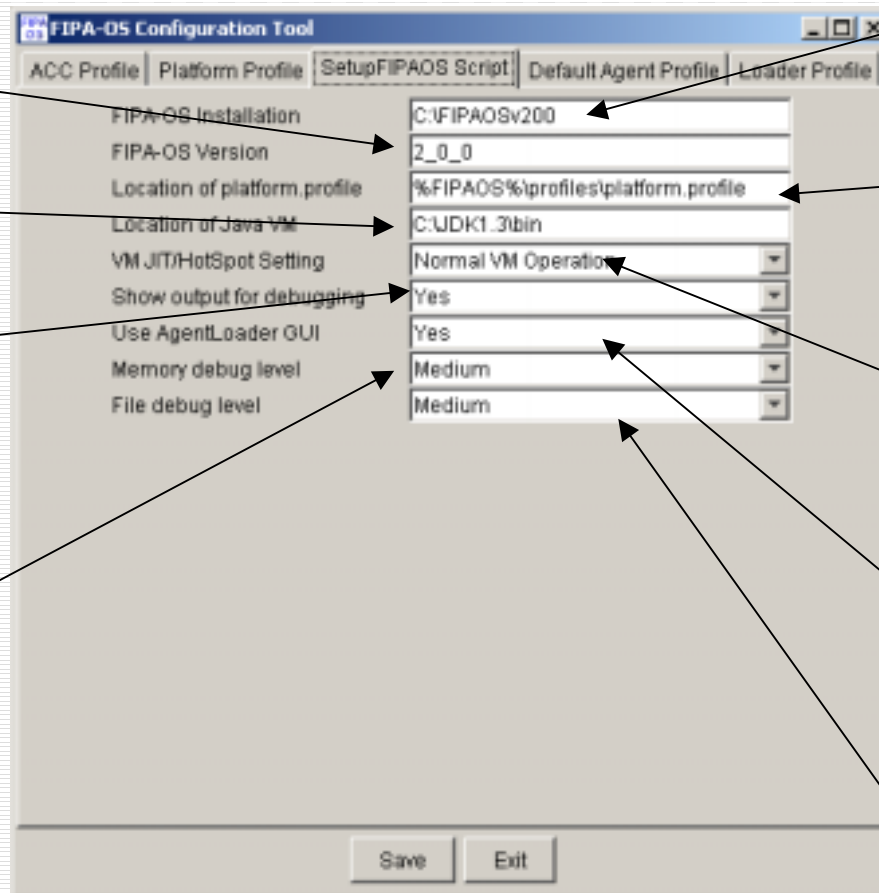 FIPA OS
FIPA-OS Configuration Tool
ACC Profile Platform Profile SetupFIPAOS Script Default Agent Profile Loader Profile
FIPA-OS Installation C:\FIPAOSv200
FIPA-OS Version 2_0_0
Location of platform.profile %FIPAOS%\profiles\platform.profile
Location of Java VM C:\JDK1.3\bin
VM JIT/HotSpot Setting Normal VM Operation
Show output for debugging Yes
Use AgentLoader GUI Yes
Memory debug level Medium
File debug level Medium
Save Exit